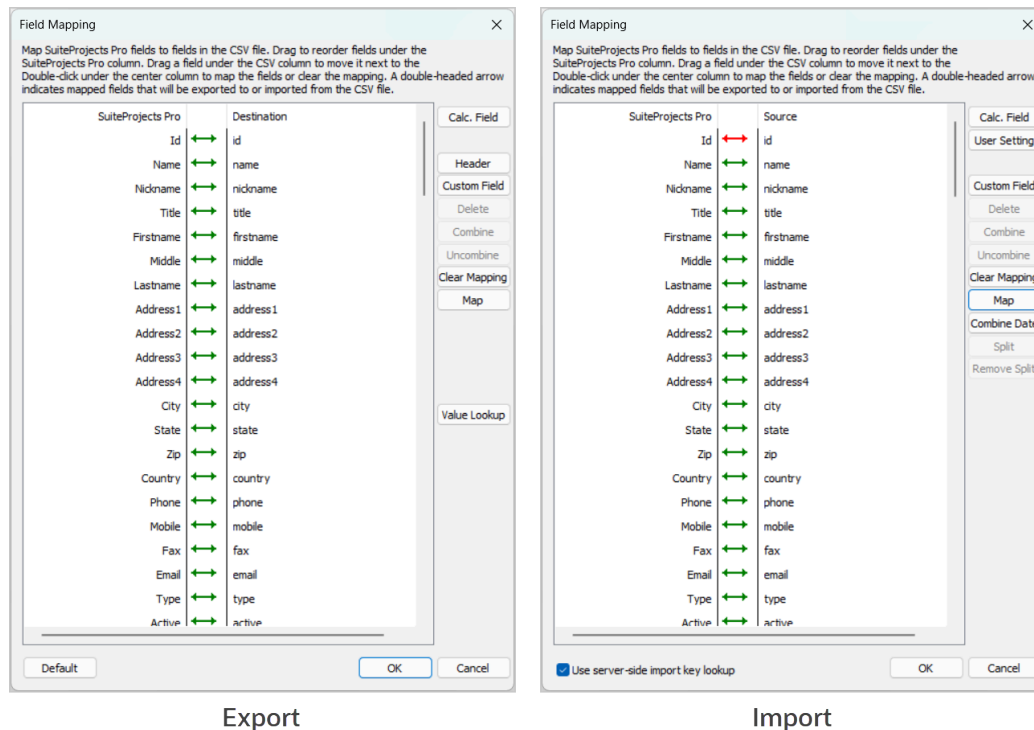 Field Mapping
Map SuiteProjects Pro fields to fields in the CSV file. Drag to reorder fields under the
SuiteProjects Pro column. Drag a field under the CSV column to move it next to the
Double-click under the center column to map the fields or clear the mapping. A double-headed arrow
indicates mapped fields that will be exported to or imported from the CSV file.
SuiteProjects Pro Destination
Id id
Name name
Nickname nickname
Title title
Firstname firstname
Middle middle
Lastname lastname
Address1 address1
Address2 address2
Address3 address3
Address4 address4
City city
State state
Zip zip
Country country
Phone phone
Mobile mobile
Fax fax
Email email
Type type
Active active
Calc. Field
Header
Custom Field
Delete
Combine
Uncombine
Clear Mapping
Map
Value Lookup
Default
OK
Cancel
Export
Field Mapping
Map SuiteProjects Pro fields to fields in the CSV file. Drag to reorder fields under the
SuiteProjects Pro column. Drag a field under the CSV column to move it next to the
Double-click under the center column to map the fields or clear the mapping. A double-headed arrow
indicates mapped fields that will be exported to or imported from the CSV file.
SuiteProjects Pro Source
Id id
Name name
Nickname nickname
Title title
Firstname firstname
Middle middle
Lastname lastname
Address1 address1
Address2 address2
Address3 address3
Address4 address4
City city
State state
Zip zip
Country country
Phone phone
Mobile mobile
Fax fax
Email email
Type type
Active active
Calc. Field
User Setting
Custom Field
Delete
Combine
Uncombine
Clear Mapping
Map
Combine Date
Split
Remove Split
Use server-side import key lookup
OK
Cancel
Import